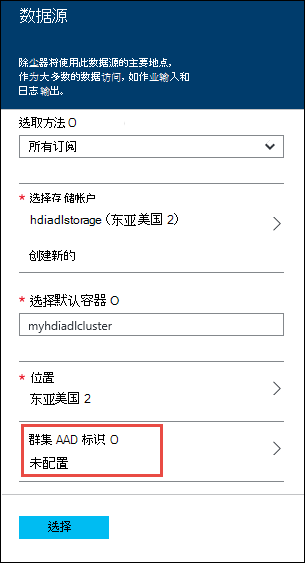 数据源
除尘器将使用此数据源的主要地点,
作为大多数的数据访问, 如作业输入和
日志输出。
选取方法 O
所有订阅
* 选择存储帐户
hdiadlstorage (东亚美国 2)
创建新的
* 选择默认容器 O
myhdiadlcluster
* 位置
东亚美国 2
群集 AAD 标识 O
未配置
选择